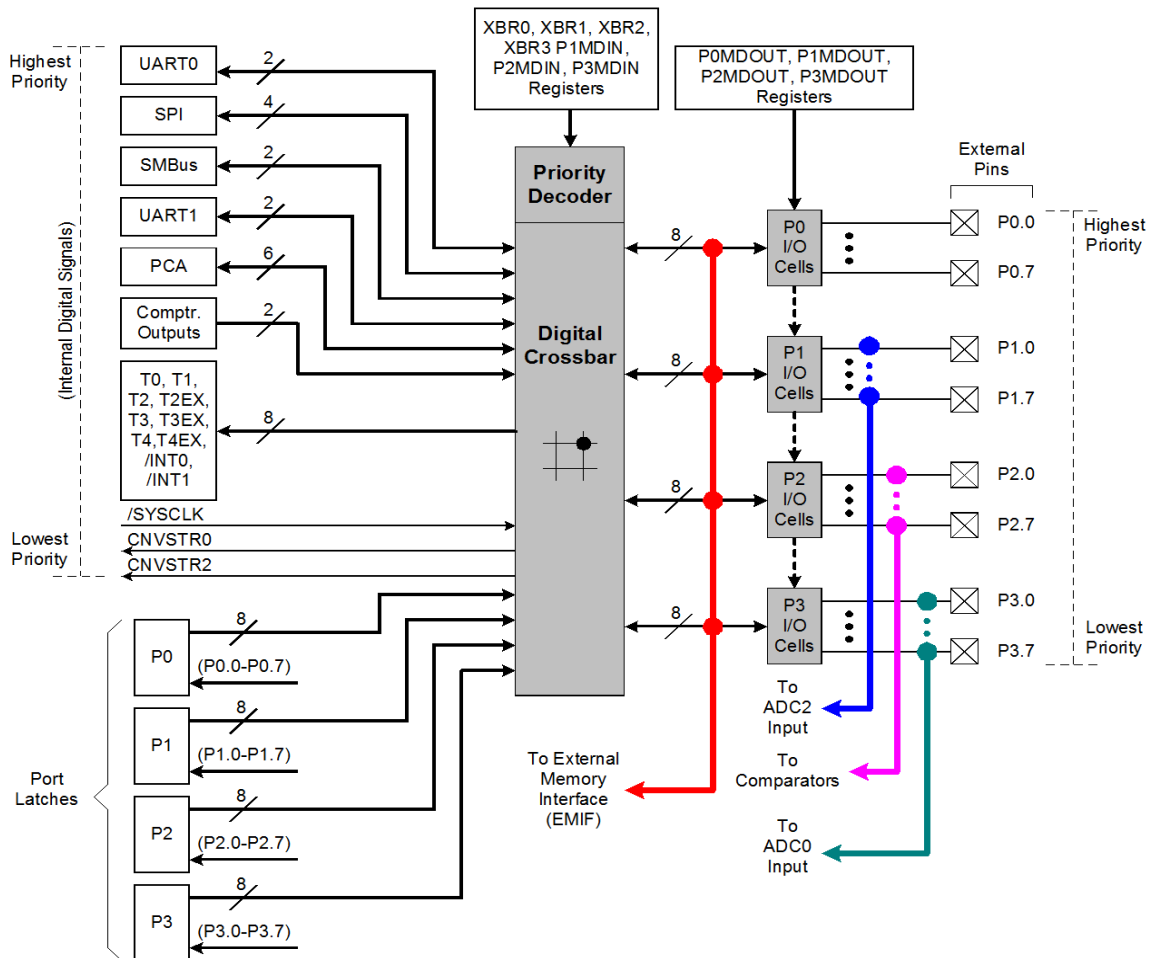 XBR0, XBR1, XBR2,
XBR3 P1MDIN,
P2MDIN, P3MDIN
Registers
P0MDOUT, P1MDOUT,
P2MDOUT, P3MDOUT
Registers
Highest
Priority
(Internal Digital Signals)
Lowest
Priority
UART0
2
SPI
4
SMBus
2
UART1
2
PCA
6
Comptr.
Outputs
2
T0, T1,
T2, T2EX,
T3, T3EX,
T4,T4EX,
/INT0,
/INT1
8
/SYSCLK
CNVSTR0
CNVSTR2
Priority
Decoder
Digital
Crossbar
8
8
8
8
P0
I/O
Cells
P1
I/O
Cells
P2
I/O
Cells
P3
I/O
Cells
External
Pins
P0.0
P0.7
P1.0
P1.7
P2.0
P2.7
P3.0
P3.7
Highest
Priority
Lowest
Priority
Port
Latches
P0
8
(P0.0-P0.7)
P1
8
(P1.0-P1.7)
P2
8
(P2.0-P2.7)
P3
8
(P3.0-P3.7)
To External
Memory
Interface
(EMIF)
To
ADC2
Input
To
Comparators
To
ADC0
Input